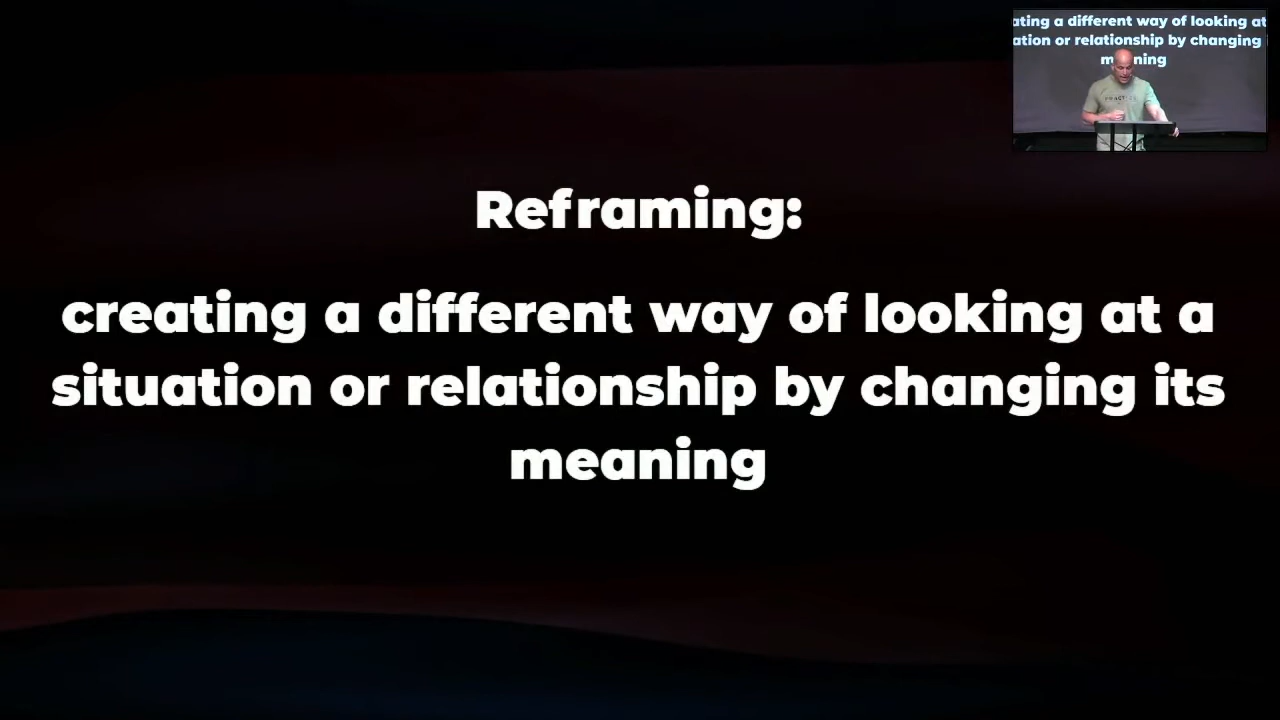 Reframing:
creating a different way of looking at a
situation or relationship by changing its
meaning
ating a different way of looking at
ation or relationship by changing